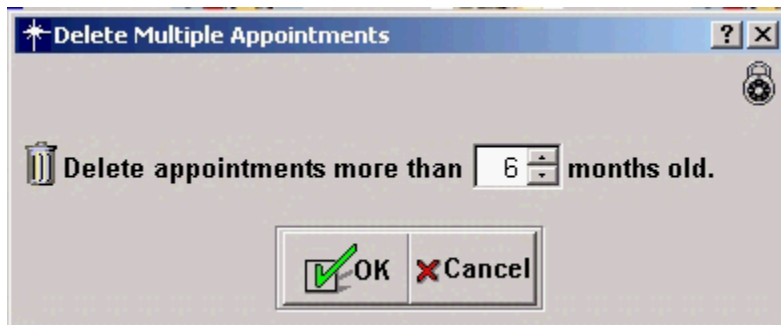 Delete Multiple Appointments
Delete appointments more than 6 months old.
OK Cancel